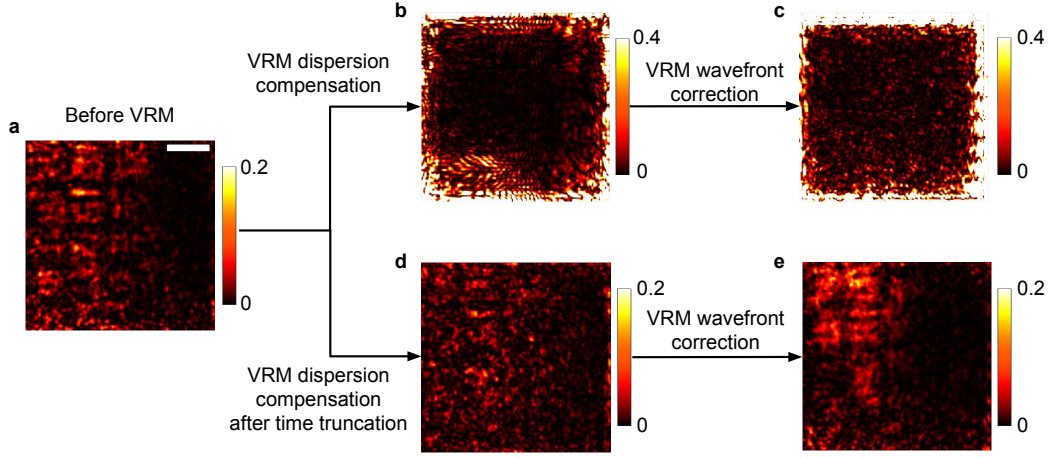 Before VRM
a
0.2
0
VRM dispersion
compensation
b
0.4
0
VRM wavefront
correction
c
0.4
0
VRM dispersion
compensation
after time truncation
d
0.2
0
VRM wavefront
correction
e
0.2
0